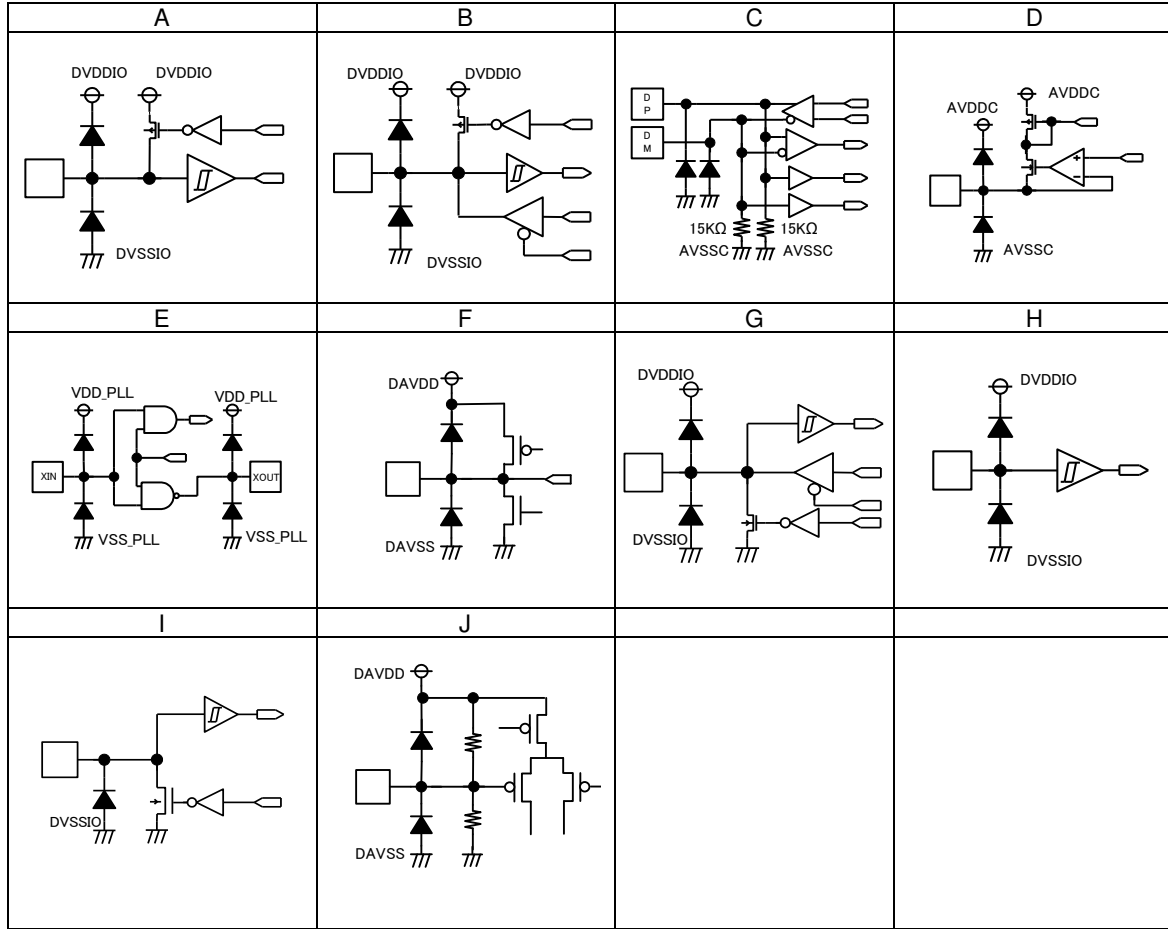 A B C D
DVDDIO DVDDIO
DVSSIO
DVDDIO DVDDIO
DVSSIO
D
P
D
M
15KΩ 15KΩ
AVSSC AVSSC
AVDDC AVDDC
+
−
AVSSC
E F G H
VDD_PLL VDD_PLL
XIN XOUT
VSS_PLL VSS_PLL
DAVDD
DAVSS
DVDDIO
DVSSIO
DVDDIO
DVSSIO
I J
DVSSIO
DAVDD
DAVSS